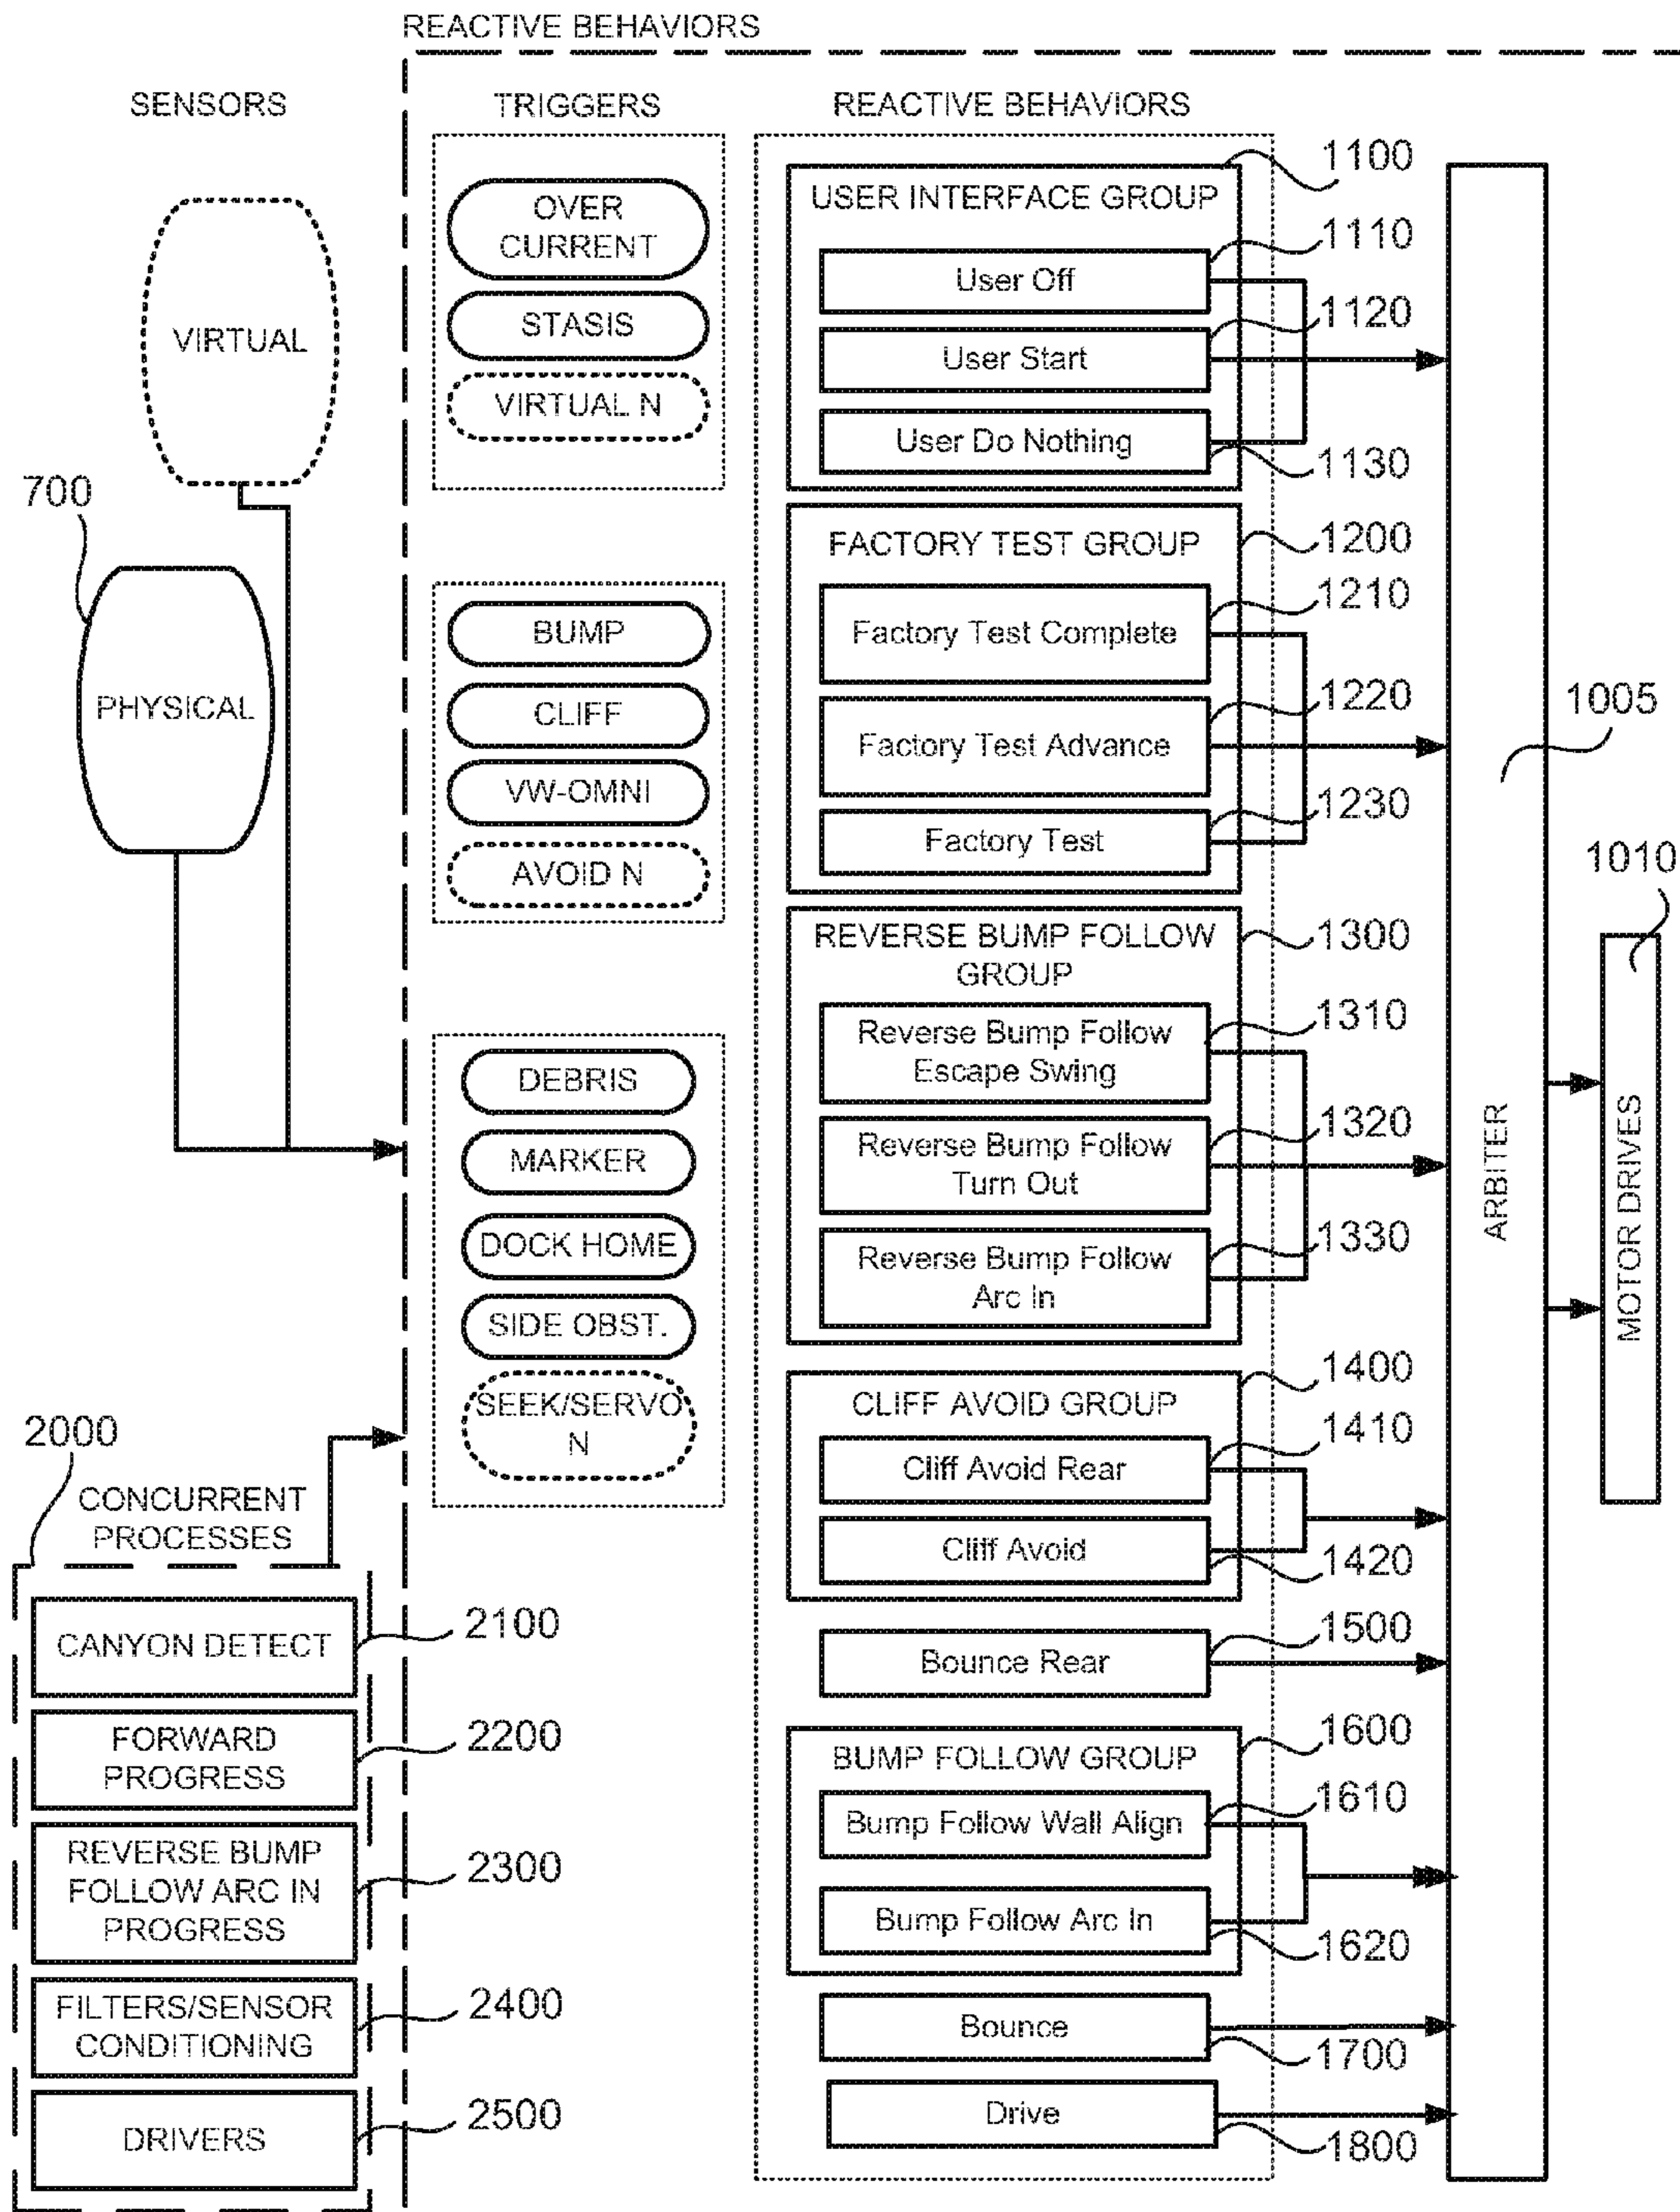 REACTIVE BEHAVIORS
SENSORS
VIRTUAL
700
PHYSICAL
2000
CONCURRENT
PROCESSES
CANYON DETECT
2100
FORWARD
PROGRESS
2200
REVERSE BUMP
FOLLOW ARC IN
PROGRESS
2300
FILTERS/SENSOR
CONDITIONING
2400
DRIVERS
2500
TRIGGERS
OVER
CURRENT
STASIS
VIRTUAL N
BUMP
CLIFF
VW-OMNI
AVOID N
DEBRIS
MARKER
DOCK HOME
SIDE OBST.
SEEK/SERVO
N
REACTIVE BEHAVIORS
1100
USER INTERFACE GROUP
1110
User Off
1120
User Start
User Do Nothing
1130
FACTORY TEST GROUP
1200
1210
Factory Test Complete
1220
Factory Test Advance
1230
Factory Test
REVERSE BUMP FOLLOW
GROUP
1300
1310
Reverse Bump Follow
Escape Swing
1320
Reverse Bump Follow
Turn Out
1330
Reverse Bump Follow
Arc In
1400
CLIFF AVOID GROUP
1410
Cliff Avoid Rear
Cliff Avoid
1420
1500
Bounce Rear
1600
BUMP FOLLOW GROUP
1610
Bump Follow Wall Align
Bump Follow Arc In
1620
Bounce
1700
Drive
1800
1005
ARBITER
1010
MOTOR DRIVES